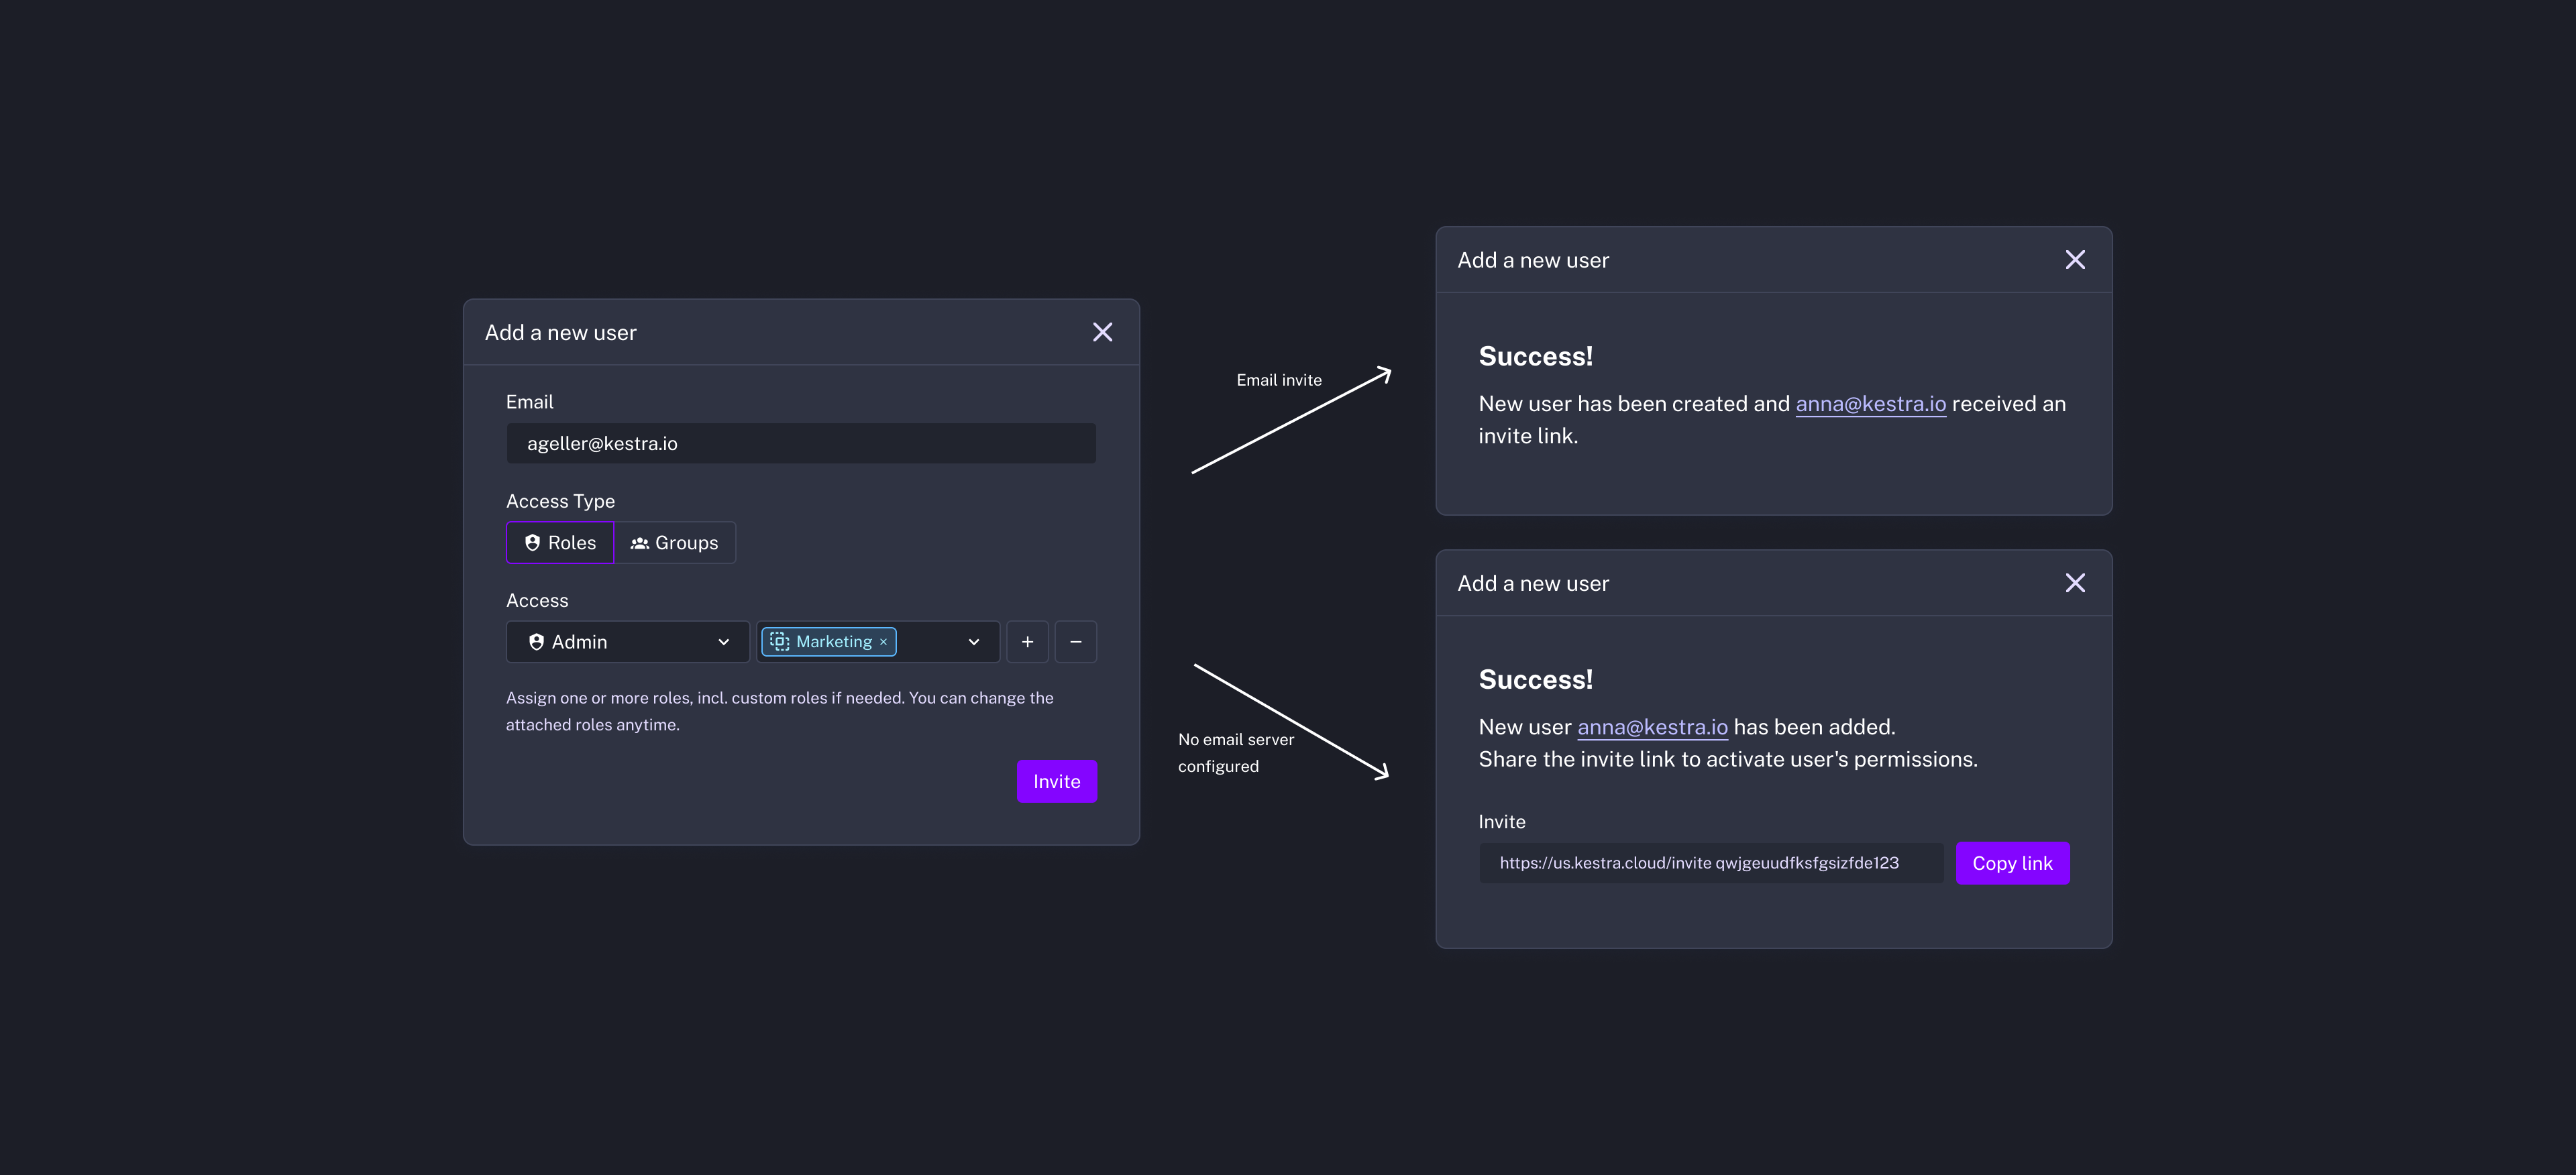 Add a new user
Email
ageller@kestra.io
Access Type
Roles
Groups
Access
Admin
Marketing ×
+
−
Assign one or more roles, incl. custom roles if needed. You can change the
attached roles anytime.
Invite
Email invite
No email server
configured
Add a new user
Success!
New user has been created and anna@kestra.io received an
invite link.
Add a new user
Success!
New user anna@kestra.io has been added.
Share the invite link to activate user's permissions.
Invite
https://us.kestra.cloud/invite qwjgeuudfksfgsizfde123
Copy link